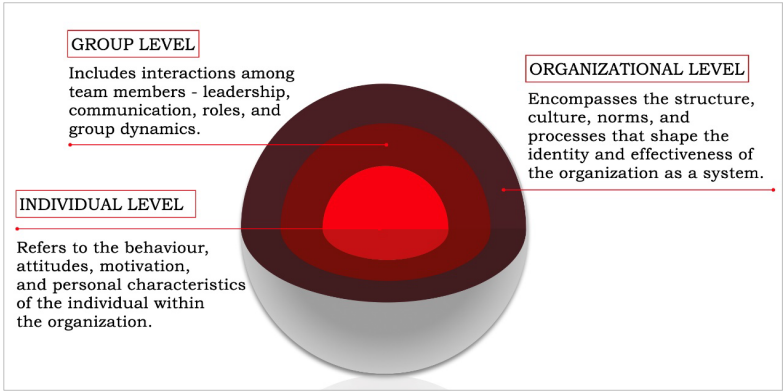 GROUP LEVEL
Includes interactions among
team members - leadership,
communication, roles, and
group dynamics.
ORGANIZATIONAL LEVEL
Encompasses the structure,
culture, norms, and
processes that shape the
identity and effectiveness of
the organization as a system.
INDIVIDUAL LEVEL
Refers to the behaviour,
attitudes, motivation,
and personal characteristics
of the individual within
the organization.